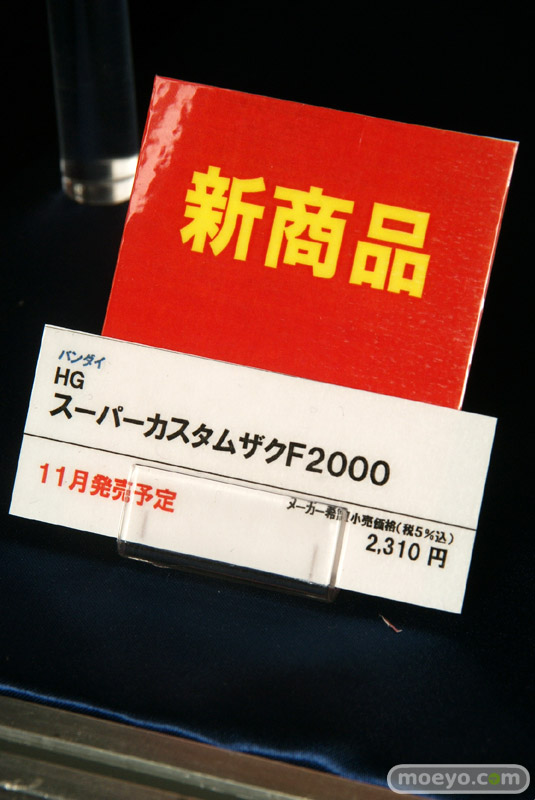 新商品
バンダイ
HG
スーパーカスタムザクF2000
11月発売予定
メーカー希望小売価格(税5%込)
2,310 円
moeyo.com